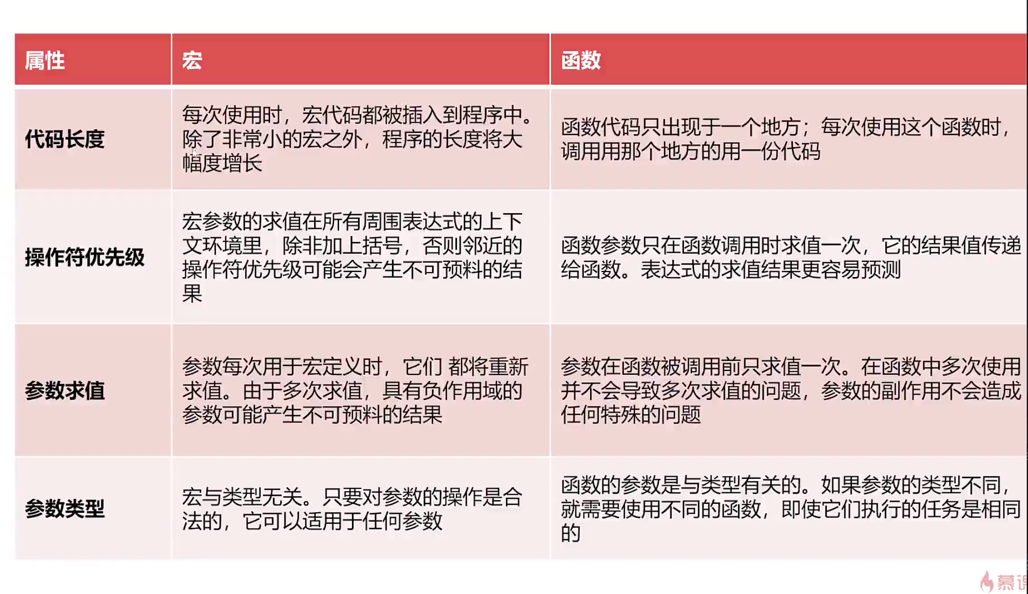 属性
宏
函数
代码长度
每次使用时，宏代码都被插入到程序中。
除了非常小的宏之外，程序的长度将大
幅度增长
函数代码只出现于一个地方；每次使用这个函数时，
调用用那个地方的用一份代码
操作符优先级
宏参数的求值在所有周围表达式的上下
文环境里，除非加上括号，否则邻近的
操作符优先级可能会产生不可预料的结
果
函数参数只在函数调用时求值一次，它的结果值传递
给函数。表达式的求值结果更容易预测
参数求值
参数每次用于宏定义时，它们 都将重新
求值。由于多次求值，具有负作用域的
参数可能产生不可预料的结果
参数在函数被调用前只求值一次。在函数中多次使用
并不会导致多次求值的问题，参数的副作用不会造成
任何特殊的问题
参数类型
宏与类型无关。只要对参数的操作是合
法的，它可以适用于任何参数
函数的参数是与类型有关的。如果参数的类型不同，
就需要使用不同的函数，即使它们执行的任务是相同
的
慕课